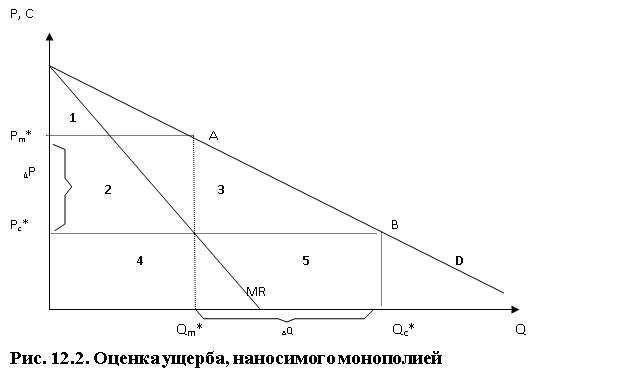 P, C
1
Pm* A
ΔP
2 3
Pc* B
4 5 D
MR
Qm* ΔQ Qc* Q
Рис. 12.2. Оценка ущерба, наносимого монополией